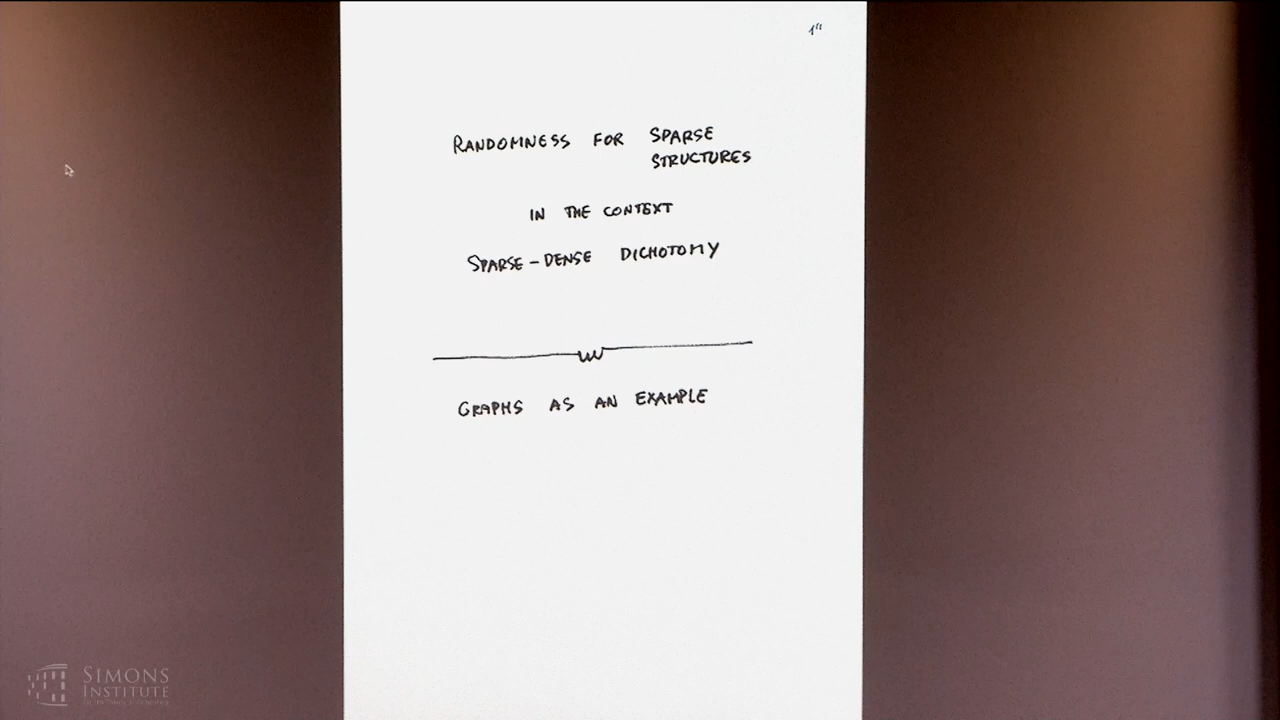 1"
RANDOMNESS FOR SPARSE
STRUCTURES
IN THE CONTEXT
SPARSE-DENSE DICHOTOMY
GRAPHS AS AN EXAMPLE
SIMONS
INSTITUTE